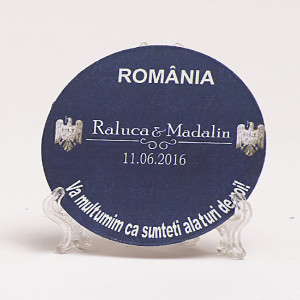 ROMÂNIA
Raluca & Madalin
11.06.2016
Va multumim ca sunteti alaturi de noi!